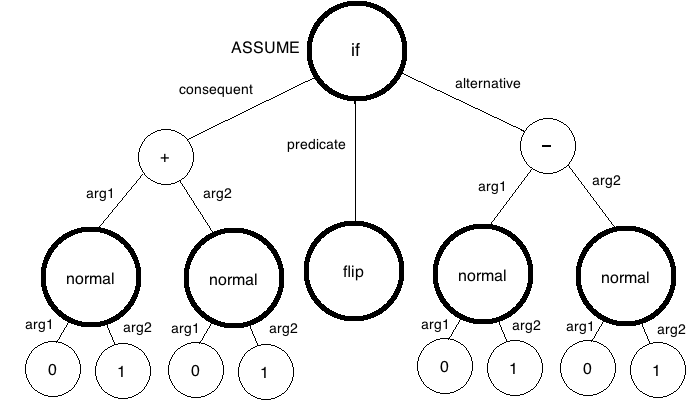 ASSUME
if
consequent
alternative
predicate
+
−
arg1
arg2
arg1
arg2
normal
normal
flip
normal
normal
arg1
arg2
arg1
arg2
arg1
arg2
arg1
arg2
0
1
0
1
0
1
0
1